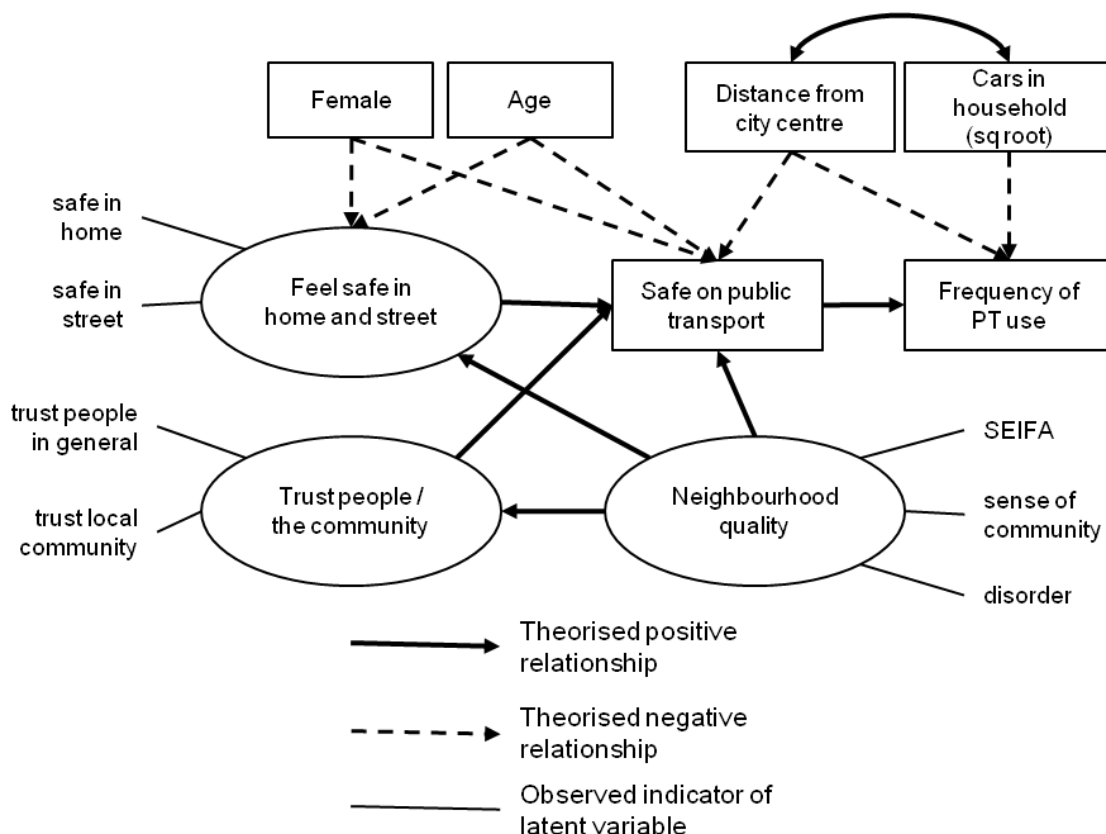 Female
Age
Distance from
city centre
Cars in
household
(sq root)
safe in
home
safe in
street
Feel safe in
home and street
Safe on public
transport
Frequency of
PT use
trust people
in general
trust local
community
Trust people /
the community
Neighbourhood
quality
SEIFA
sense of
community
disorder
Theorised positive
relationship
Theorised negative
relationship
Observed indicator of
latent variable